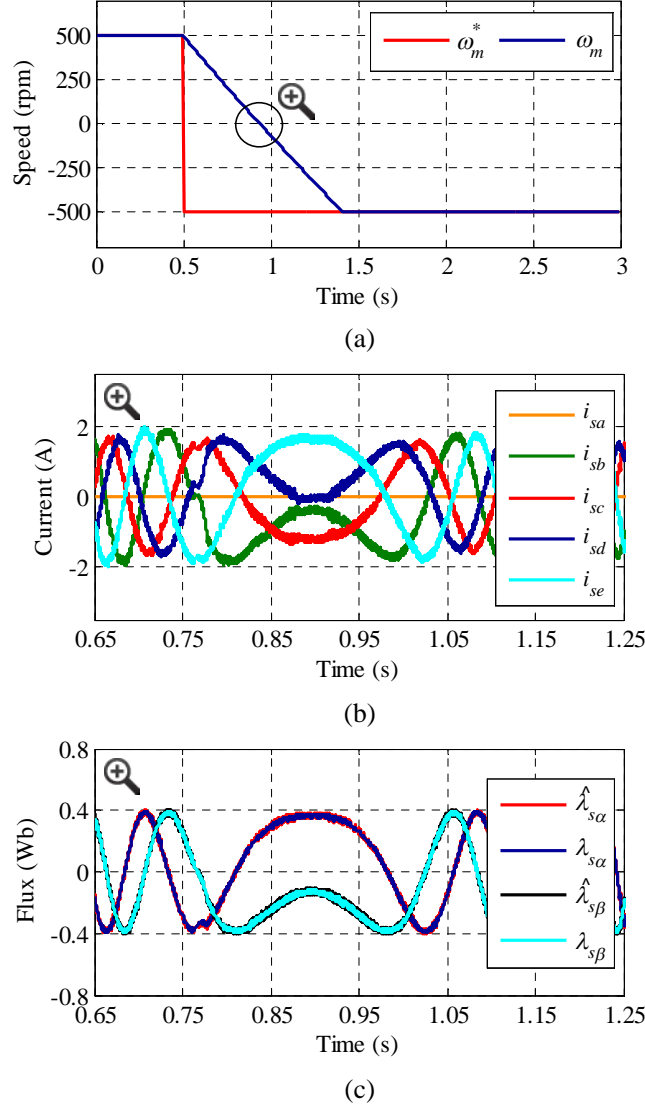 500
250
0
-250
-500
Speed (rpm)
ω*m ωm
0 0.5 1 1.5 2 2.5 3
Time (s)
(a)
2
0
-2
Current (A)
isa
isb
isc
isd
ise
0.65 0.75 0.85 0.95 1.05 1.15 1.25
Time (s)
(b)
0.8
0.4
0
-0.4
-0.8
Flux (Wb)
λ̂sα
λsα
λ̂sβ
λsβ
0.65 0.75 0.85 0.95 1.05 1.15 1.25
Time (s)
(c)